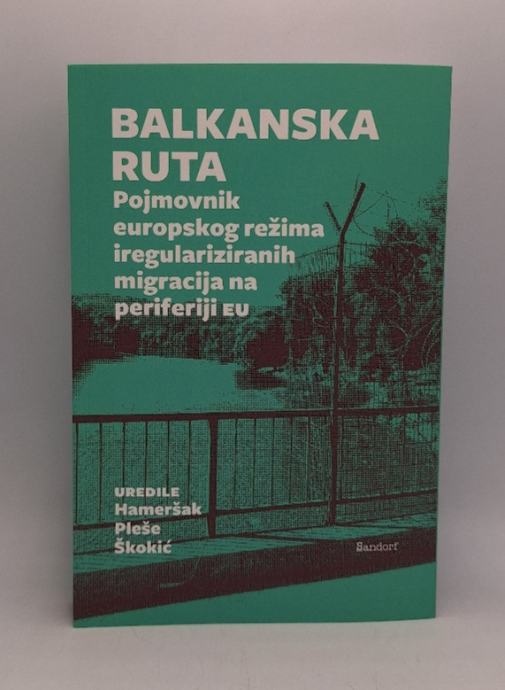 BALKANSKA
RUTA
Pojmovnik
europskog režima
iregulariziranih
migracija na
periferiji EU
UREDILE
Hameršak
Pleše
Škokić
Sandorf